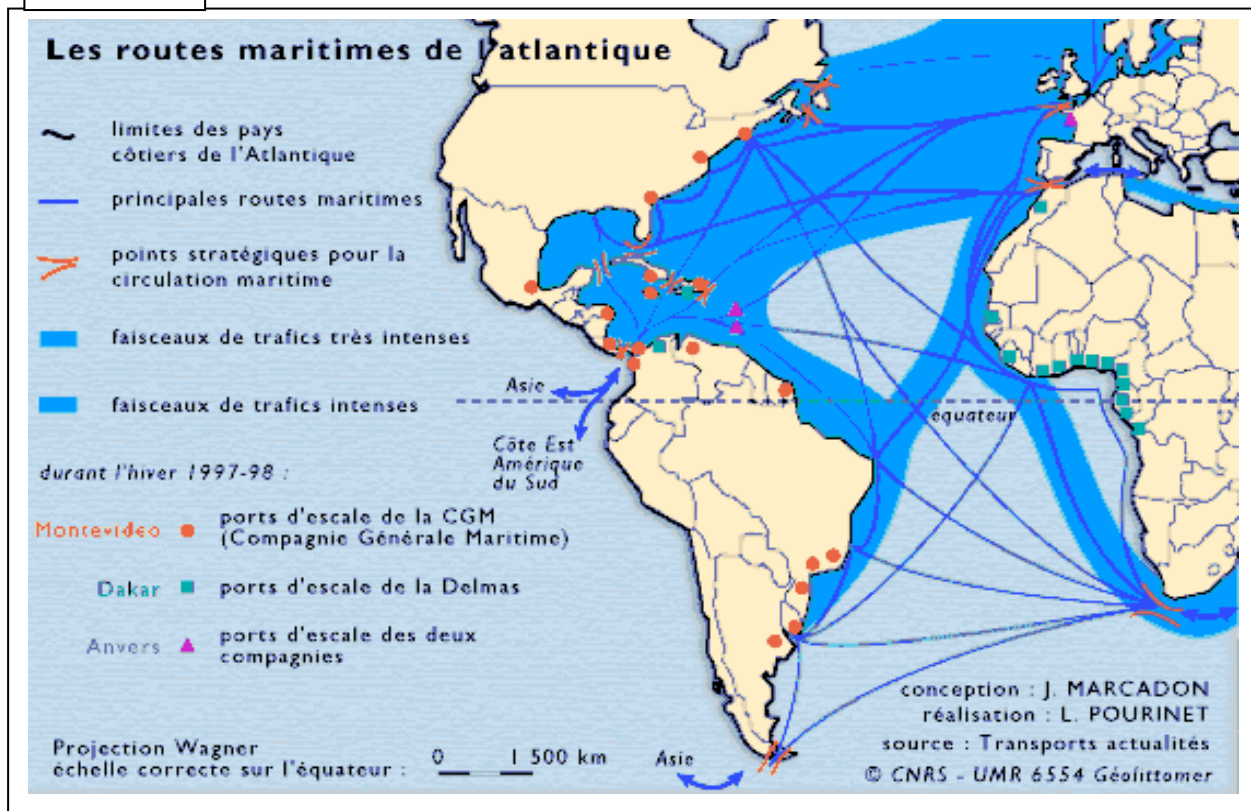 Les routes maritimes de l'atlantique
limites des pays
côtiers de l'Atlantique
principales routes maritimes
points stratégiques pour la
circulation maritime
faisceaux de trafics très intenses
faisceaux de trafics intenses
Asie
équateur
Côte Est
Amérique
du Sud
durant l'hiver 1997-98 :
Montevideo
ports d'escale de la CGM
(Compagnie Générale Maritime)
Dakar
ports d'escale de la Delmas
Anvers
ports d'escale des deux
compagnies
conception : J. MARCADON
réalisation : L. POURINET
source : Transports actualités
© CNRS - UMR 6554 Géolittomer
Projection Wagner
échelle correcte sur l'équateur :
0 1 500 km
Asie